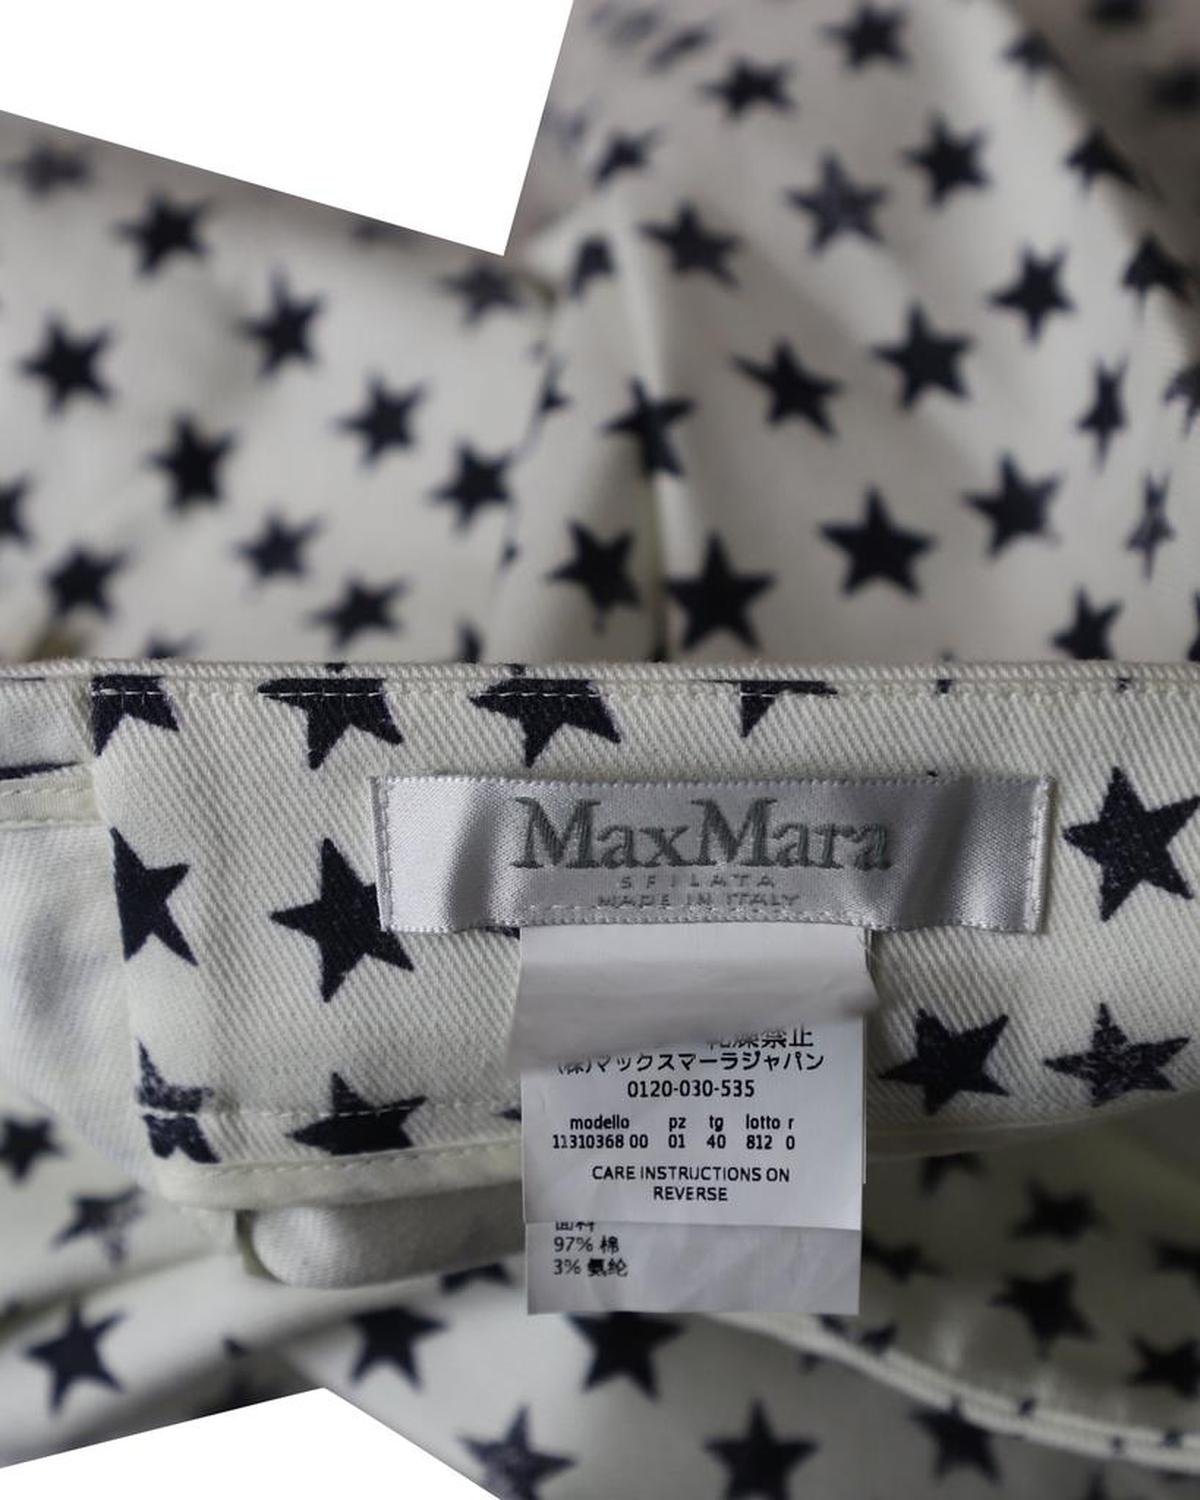 MaxMara
SFILATA
MADE IN ITALY
乾燥禁止
(株)マックスマーラジャパン
0120-030-535
modello pz tg lotto r
11310368 00 01 40 812 0
CARE INSTRUCTIONS ON
REVERSE
面料
97% 棉
3% 氨纶